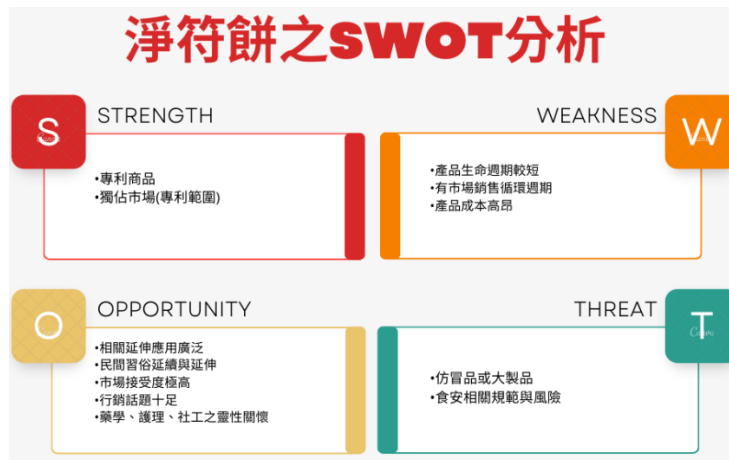 淨符餅之SWOT分析
S
STRENGTH
•專利商品
•獨佔市場(專利範圍)
WEAKNESS
W
•產品生命週期較短
•有市場銷售循環週期
•產品成本高昂
O
OPPORTUNITY
•相關延伸應用廣泛
•民間習俗延續與延伸
•市場接受度極高
•行銷話題十足
•藥學、護理、社工之靈性關懷
THREAT
T
Canva
•仿冒品或大製品
•食安相關規範與風險